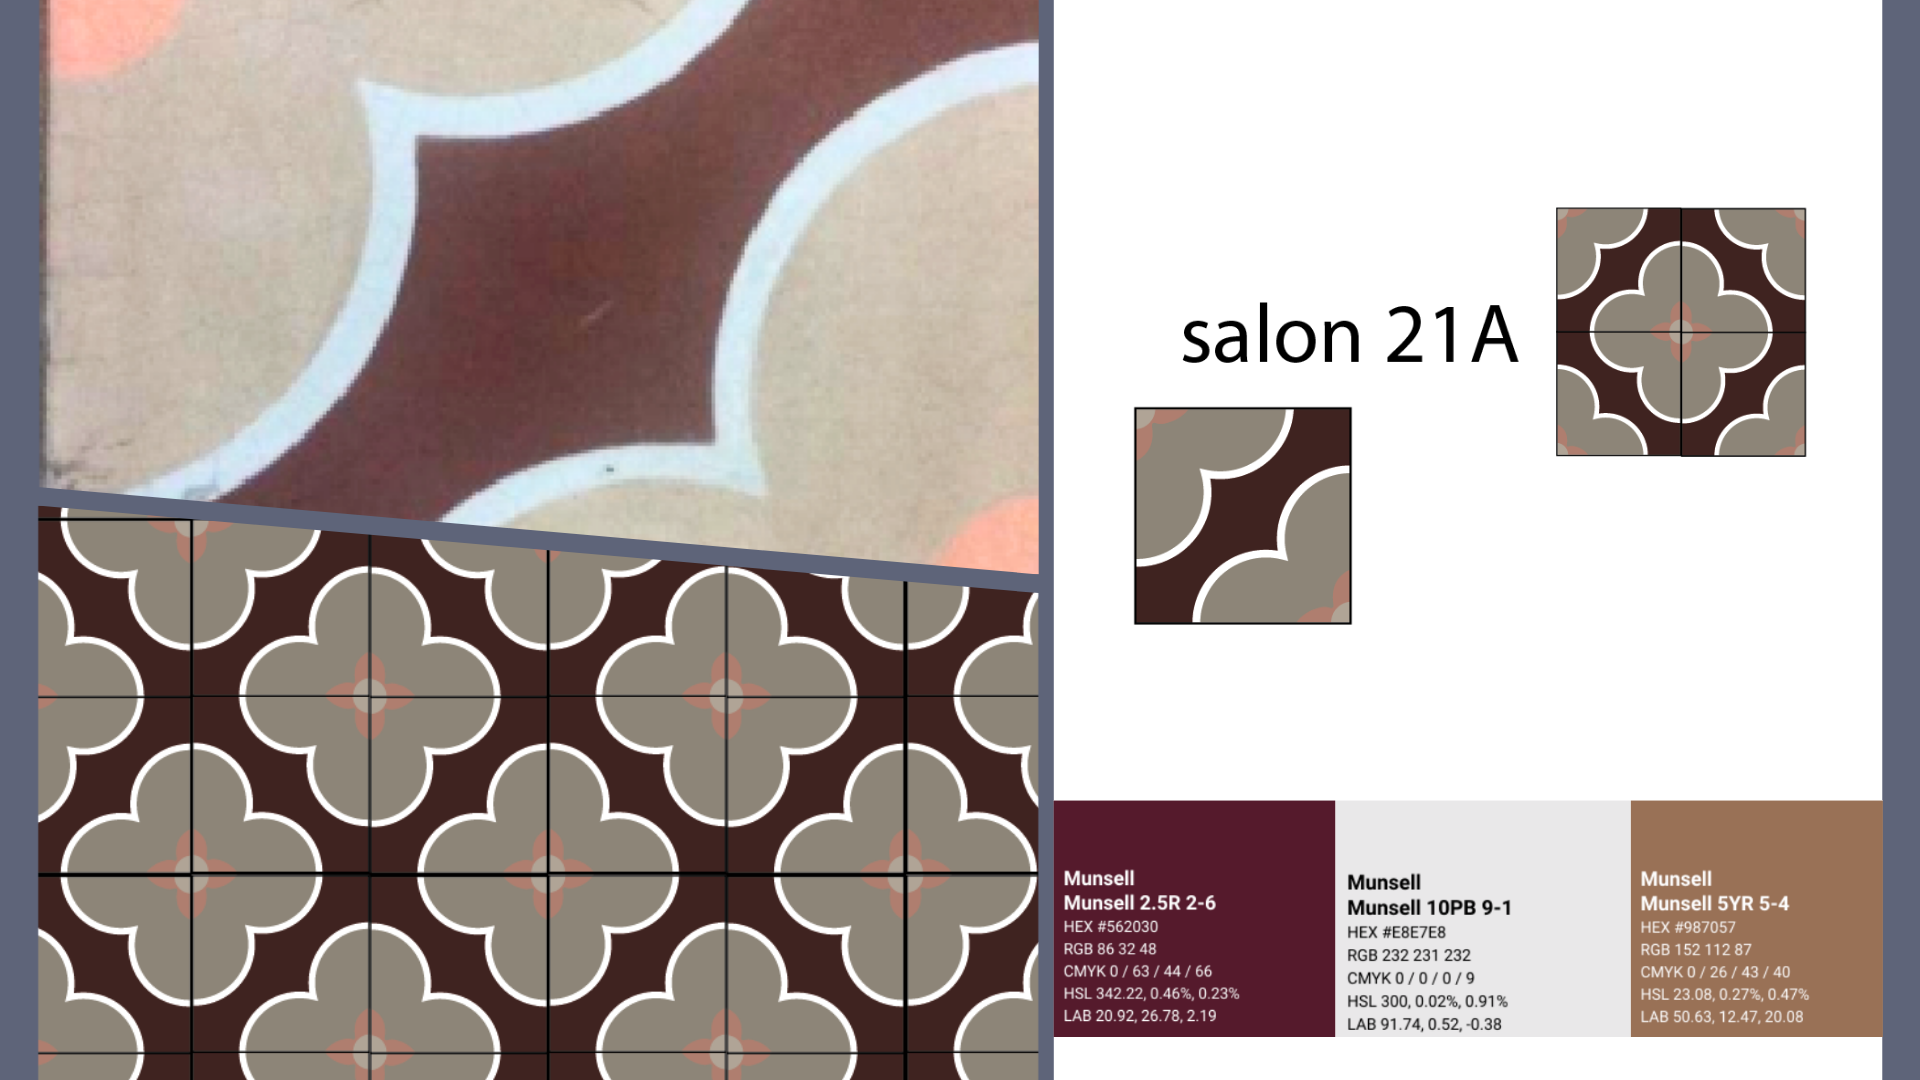 salon 21A
Munsell
Munsell 2.5R 2-6
HEX #562030
RGB 86 32 48
CMYK 0 / 63 / 44 / 66
HSL 342.22, 0.46%, 0.23%
LAB 20.92, 26.78, 2.19
Munsell
Munsell 10PB 9-1
HEX #E8E7E8
RGB 232 231 232
CMYK 0 / 0 / 0 / 9
HSL 300, 0.02%, 0.91%
LAB 91.74, 0.52, -0.38
Munsell
Munsell 5YR 5-4
HEX #987057
RGB 152 112 87
CMYK 0 / 26 / 43 / 40
HSL 23.08, 0.27%, 0.47%
LAB 50.63, 12.47, 20.08